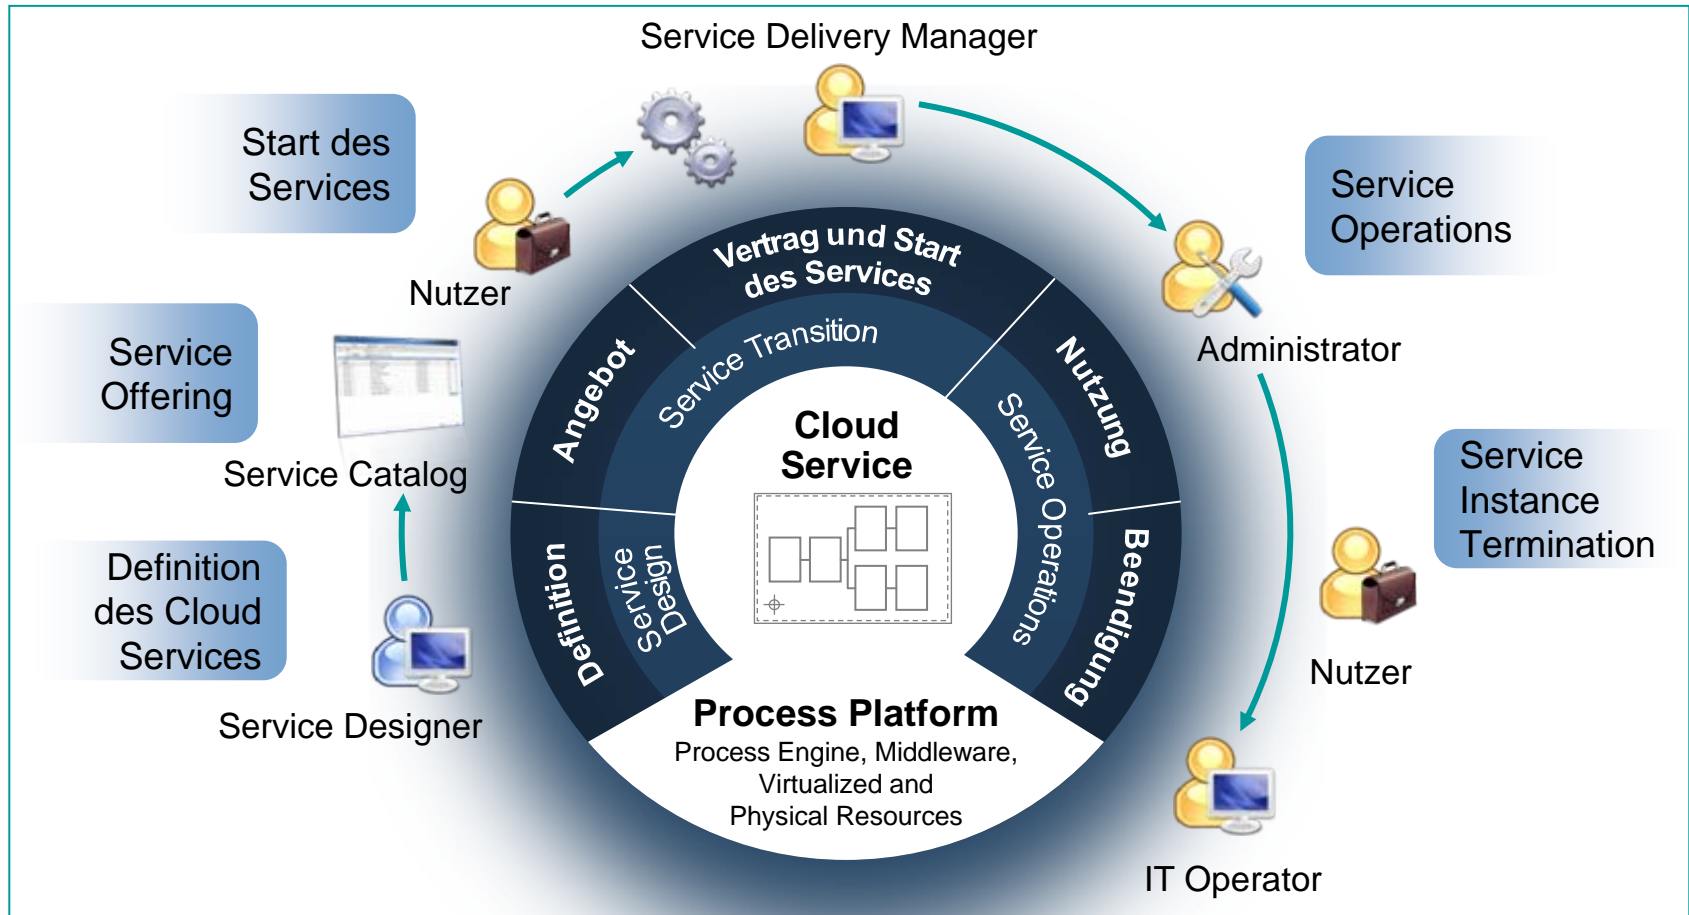 Service Delivery Manager
Start des
Services
Service
Operations
Nutzer
Vertrag und Start
des Services
Service Transition
Angebot
Nutzung
Administrator
Service
Offering
Service Catalog
Cloud
Service
Service Operations
Service
Instance
Termination
Definition
des Cloud
Services
Definition
Service
Design
Beendigung
Nutzer
Service Designer
Process Platform
Process Engine, Middleware,
Virtualized and
Physical Resources
IT Operator